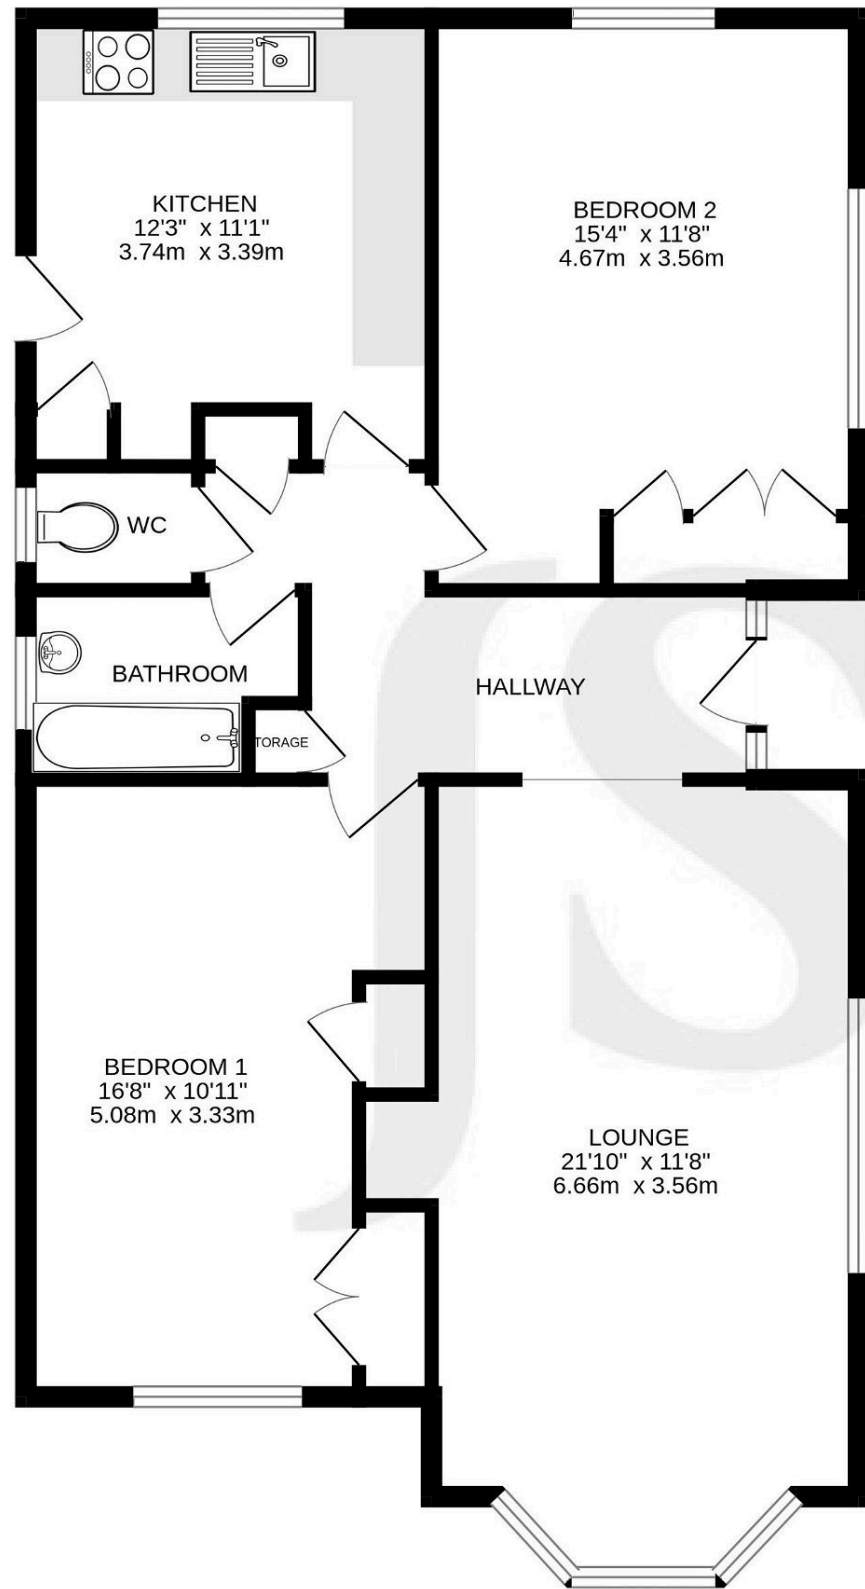 KITCHEN
12'3" x 11'1"
3.74m x 3.39m
BEDROOM 2
15'4" x 11'8"
4.67m x 3.56m
WC
BATHROOM
HALLWAY
TORAGE
BEDROOM 1
16'8" x 10'11"
5.08m x 3.33m
LOUNGE
21'10" x 11'8"
6.66m x 3.56m
JS